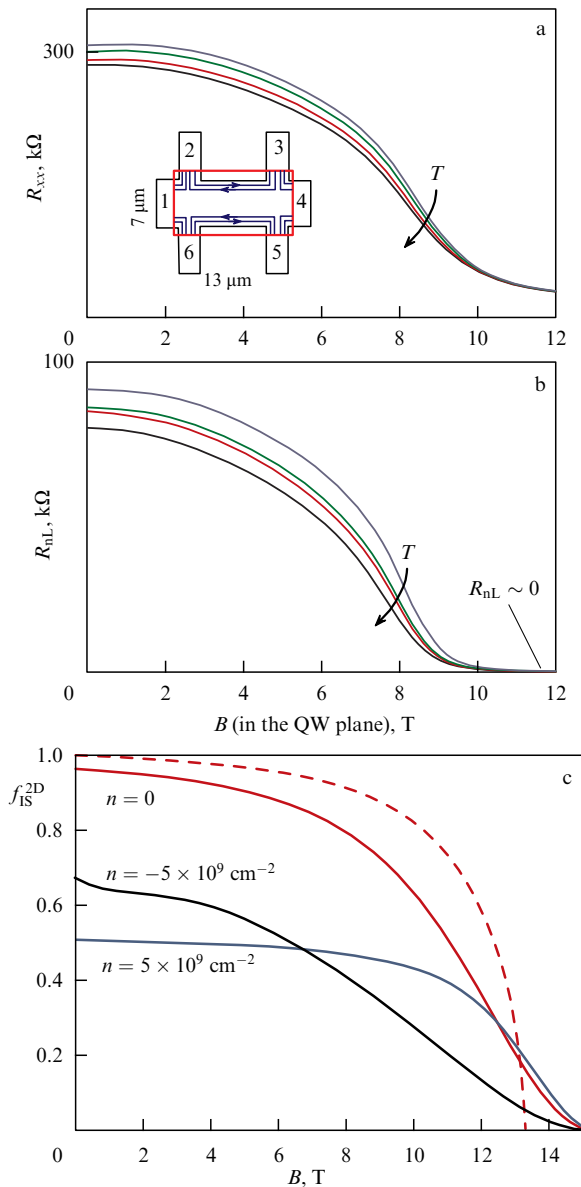 a
300
R_xx, kΩ
2
3
1
4
7 μm
6
5
13 μm
T
0
2
4
6
8
10
12
100
b
R_nL, kΩ
T
R_nL ∼ 0
0
2
4
6
8
10
12
B (in the QW plane), T
1.0
c
f_IS^2D
n = 0
0.8
n = −5 × 10^9 cm^−2
0.6
n = 5 × 10^9 cm^−2
0.4
0.2
0
2
4
6
8
10
12
14
B, T